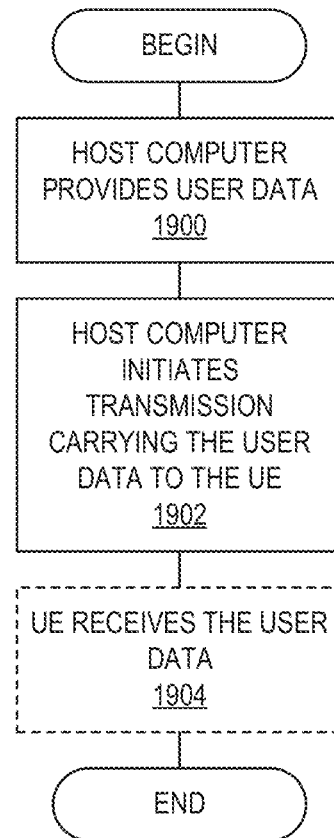 BEGIN
HOST COMPUTER
PROVIDES USER DATA
1900
HOST COMPUTER
INITIATES
TRANSMISSION
CARRYING THE USER
DATA TO THE UE
1902
UE RECEIVES THE USER
DATA
1904
END